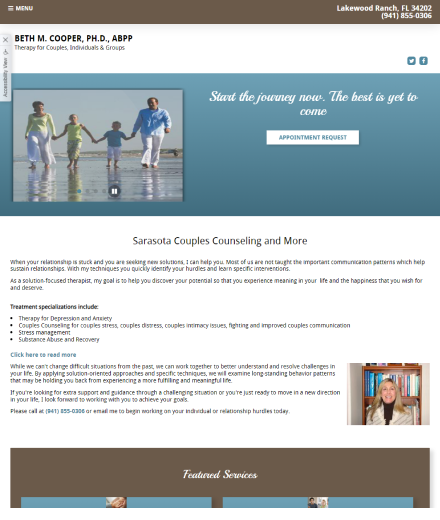 MENU
Lakewood Ranch, FL 34202
(941) 855-0306
Accessibility View
BETH M. COOPER, PH.D., ABPP
Therapy for Couples, Individuals & Groups
Start the journey now. The best is yet to
come
APPOINTMENT REQUEST
Sarasota Couples Counseling and More
When your relationship is stuck and you are seeking new solutions, I can help you. Most of us are not taught the important communication patterns which help
sustain relationships. With my techniques you quickly identify your hurdles and learn specific interventions.
As a solution-focused therapist, my goal is to help you discover your potential so that you experience meaning in your life and the happiness that you wish for
and deserve.
Treatment specializations include:
• Therapy for Depression and Anxiety
• Couples Counseling for couples stress, couples distress, couples intimacy issues, fighting and improved couples communication
• Stress management
• Substance Abuse and Recovery
Click here to read more
While we can't change difficult situations from the past, we can work together to better understand and resolve challenges in
your life. By applying solution-oriented approaches and specific techniques, we will examine long-standing behavior patterns
that may be holding you back from experiencing a more fulfilling and meaningful life.
If you're looking for extra support and guidance through a challenging situation or you're just ready to move in a new direction
in your life, I look forward to working with you to achieve your goals.
Please call at (941) 855-0306 or email me to begin working on your individual or relationship hurdles today.
Featured Services